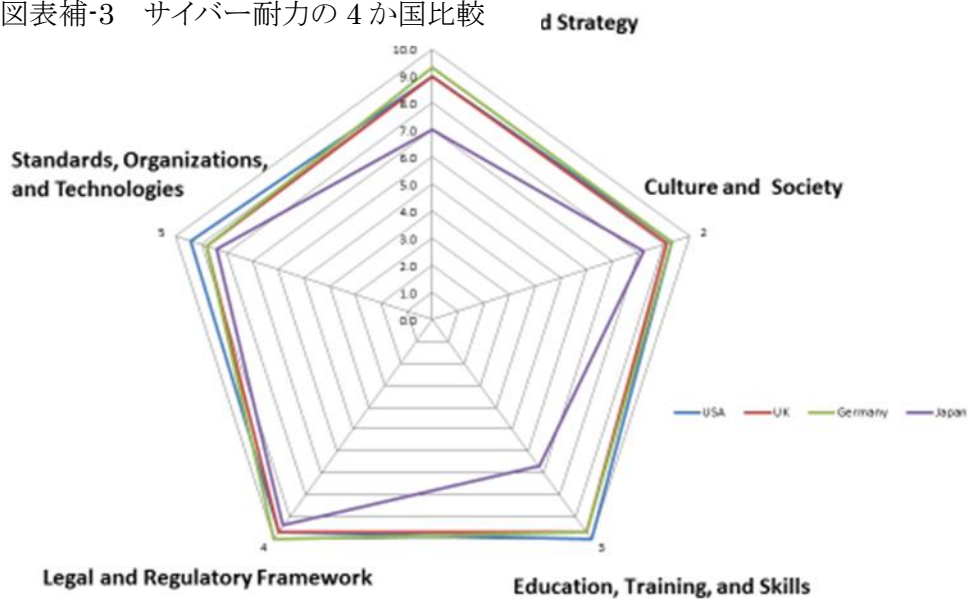 図表補-3　サイバー耐力の４か国比較
d Strategy
10.0
9.0
8.0
7.0
6.0
5.0
4.0
3.0
2.0
1.0
0.0
Standards, Organizations,
and Technologies
5
Culture and Society
2
USA UK Germany Japan
4
3
Legal and Regulatory Framework
Education, Training, and Skills